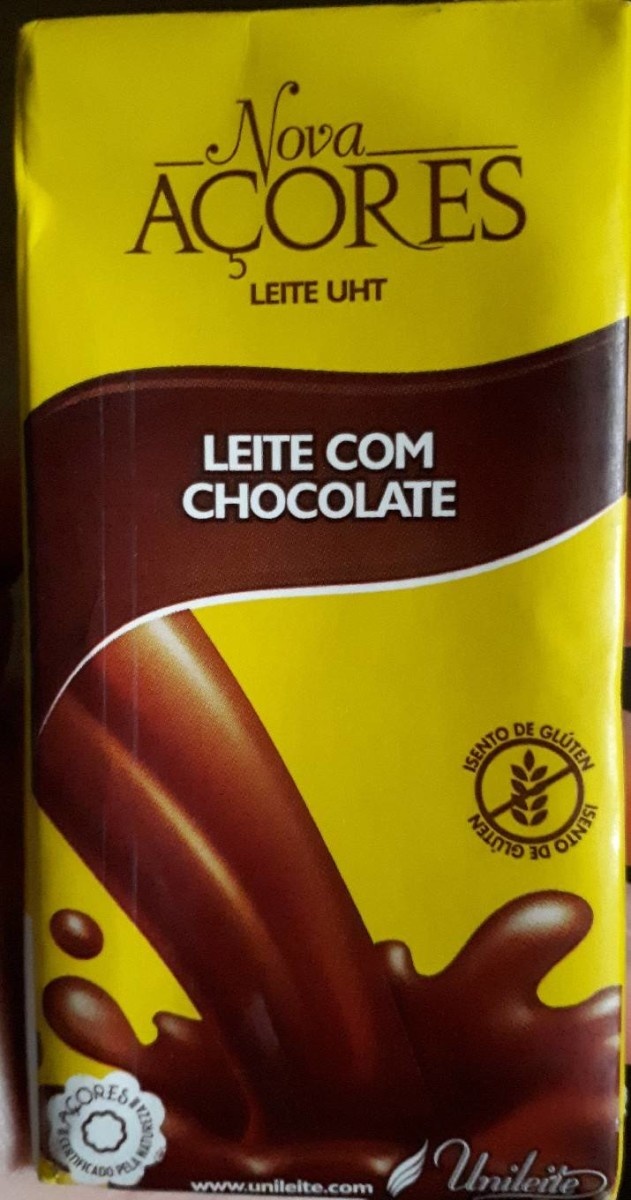 Nova
AÇORES
LEITE UHT
LEITE COM
CHOCOLATE
ISENTO DE GLÚTEN
ISENTO DE GLÚTEN
AÇORES
CERTIFICADO PELA NATUREZA
www.unileite.com
Unileite